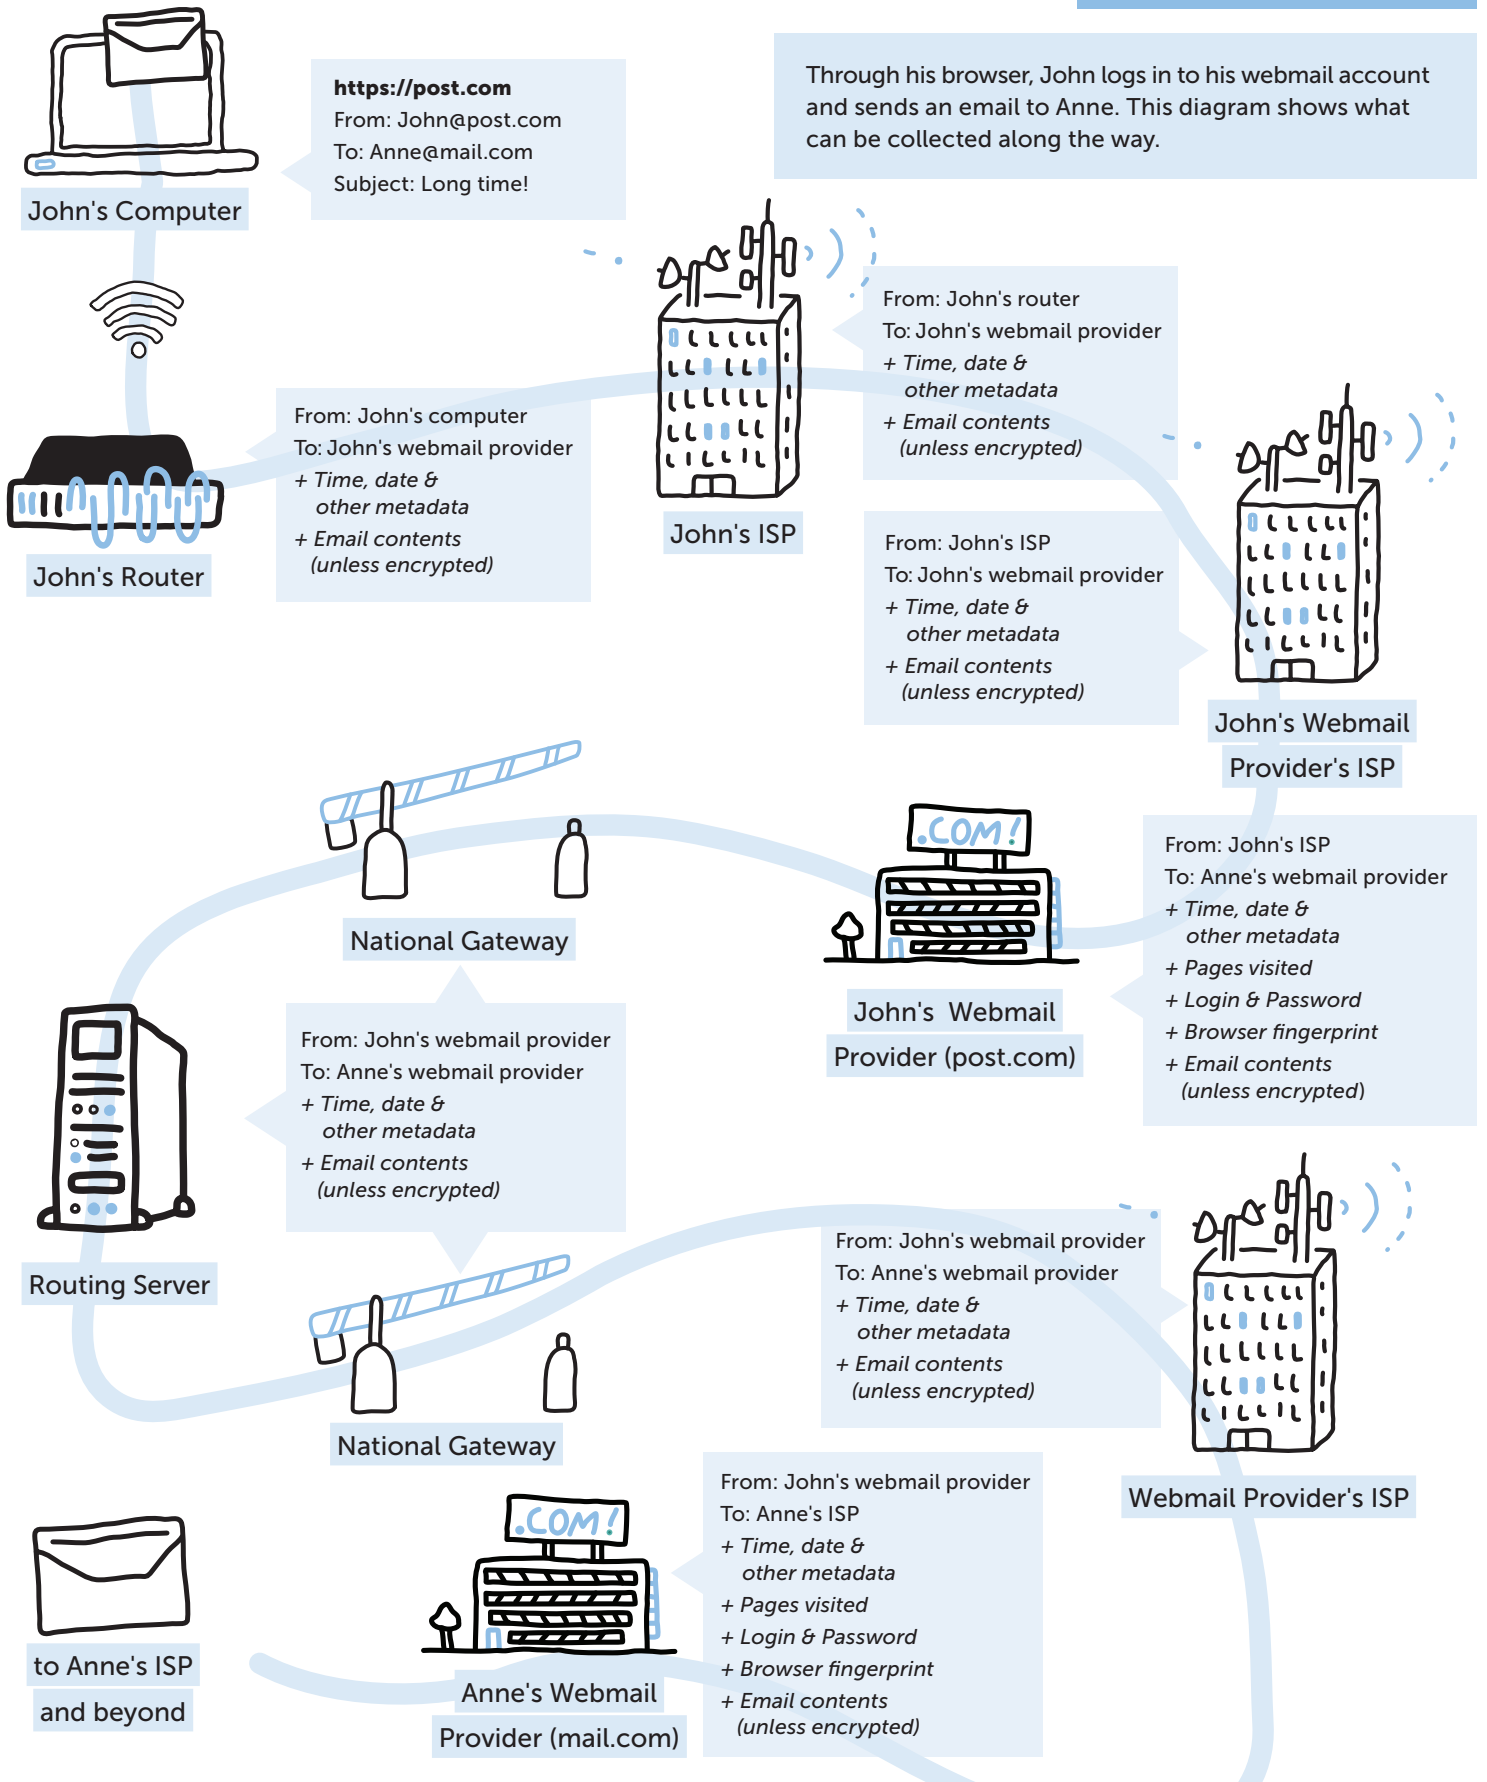 Through his browser, John logs in to his webmail account
and sends an email to Anne. This diagram shows what
can be collected along the way.
https://post.com
From: John@post.com
To: Anne@mail.com
Subject: Long time!
John's Computer
From: John's computer
To: John's webmail provider
+ Time, date &
other metadata
+ Email contents
(unless encrypted)
John's Router
From: John's router
To: John's webmail provider
+ Time, date &
other metadata
+ Email contents
(unless encrypted)
John's ISP
From: John's ISP
To: John's webmail provider
+ Time, date &
other metadata
+ Email contents
(unless encrypted)
John's Webmail
Provider's ISP
.COM!
John's Webmail
Provider (post.com)
From: John's ISP
To: Anne's webmail provider
+ Time, date &
other metadata
+ Pages visited
+ Login & Password
+ Browser fingerprint
+ Email contents
(unless encrypted)
National Gateway
From: John's webmail provider
To: Anne's webmail provider
+ Time, date &
other metadata
+ Email contents
(unless encrypted)
Routing Server
National Gateway
From: John's webmail provider
To: Anne's webmail provider
+ Time, date &
other metadata
+ Email contents
(unless encrypted)
Webmail Provider's ISP
From: John's webmail provider
To: Anne's ISP
+ Time, date &
other metadata
+ Pages visited
+ Login & Password
+ Browser fingerprint
+ Email contents
(unless encrypted)
.COM!
Anne's Webmail
Provider (mail.com)
to Anne's ISP
and beyond